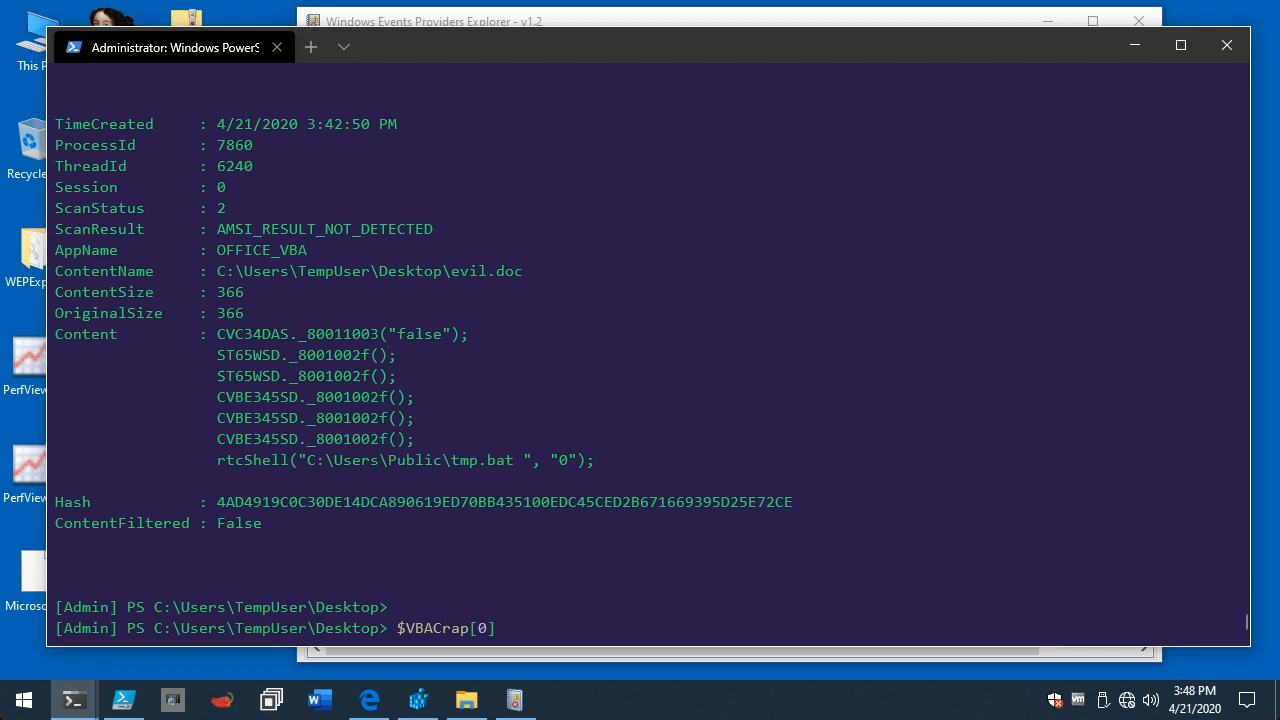 Windows Events Providers Explorer - v1.2
Administrator: Windows PowerS
This P
Recycle
WEPExp
PerfView
PerfView
Microso
TimeCreated     : 4/21/2020 3:42:50 PM
ProcessId       : 7860
ThreadId        : 6240
Session         : 0
ScanStatus      : 2
ScanResult      : AMSI_RESULT_NOT_DETECTED
AppName         : OFFICE_VBA
ContentName     : C:\Users\TempUser\Desktop\evil.doc
ContentSize     : 366
OriginalSize    : 366
Content         : CVC34DAS._80011003("false");
ST65WSD._8001002f();
ST65WSD._8001002f();
CVBE345SD._8001002f();
CVBE345SD._8001002f();
CVBE345SD._8001002f();
rtcShell("C:\Users\Public\tmp.bat ", "0");
Hash            : 4AD4919C0C30DE14DCA890619ED70BB435100EDC45CED2B671669395D25E72CE
ContentFiltered : False
[Admin] PS C:\Users\TempUser\Desktop>
[Admin] PS C:\Users\TempUser\Desktop> $VBACrap[0]
3:48 PM
4/21/2020